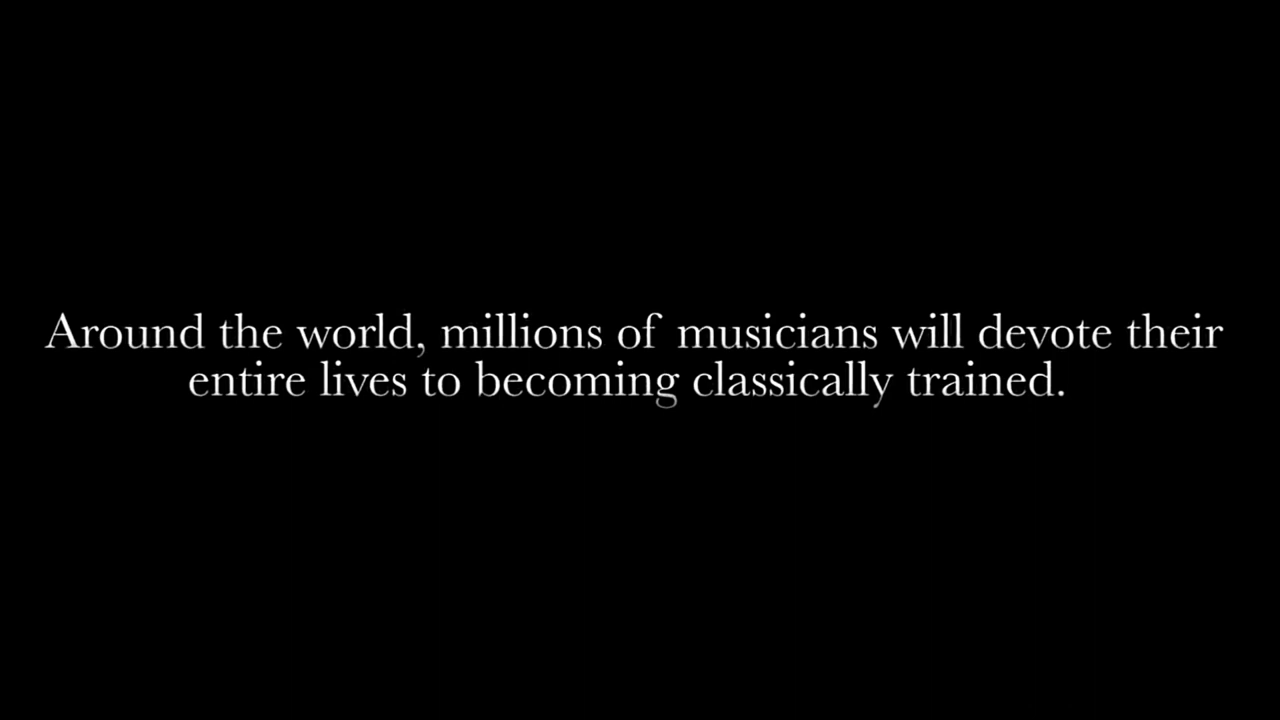 Around the world, millions of musicians will devote their
entire lives to becoming classically trained.